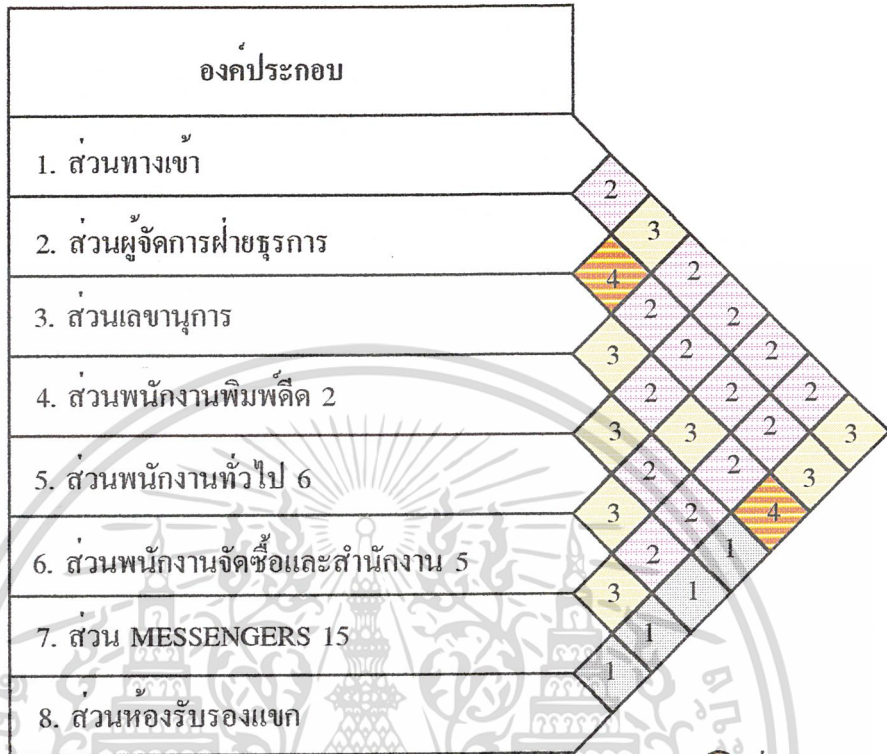 องค์ประกอบ
1. ส่วนทางเข้า
2. ส่วนผู้จัดการฝ่ายธุรการ
3. ส่วนเลขานุการ
4. ส่วนพนักงานพิมพ์ดีด 2
5. ส่วนพนักงานทั่วไป 6
6. ส่วนพนักงานจัดซื้อและสำนักงาน 5
7. ส่วน MESSENGERS 15
8. ส่วนห้องรับรองแขก
2
3
4 2
2 2
3 2 2
2 2 2
3 3 2 3
2 2 3
3 2 4
2 1
3 1
1
1